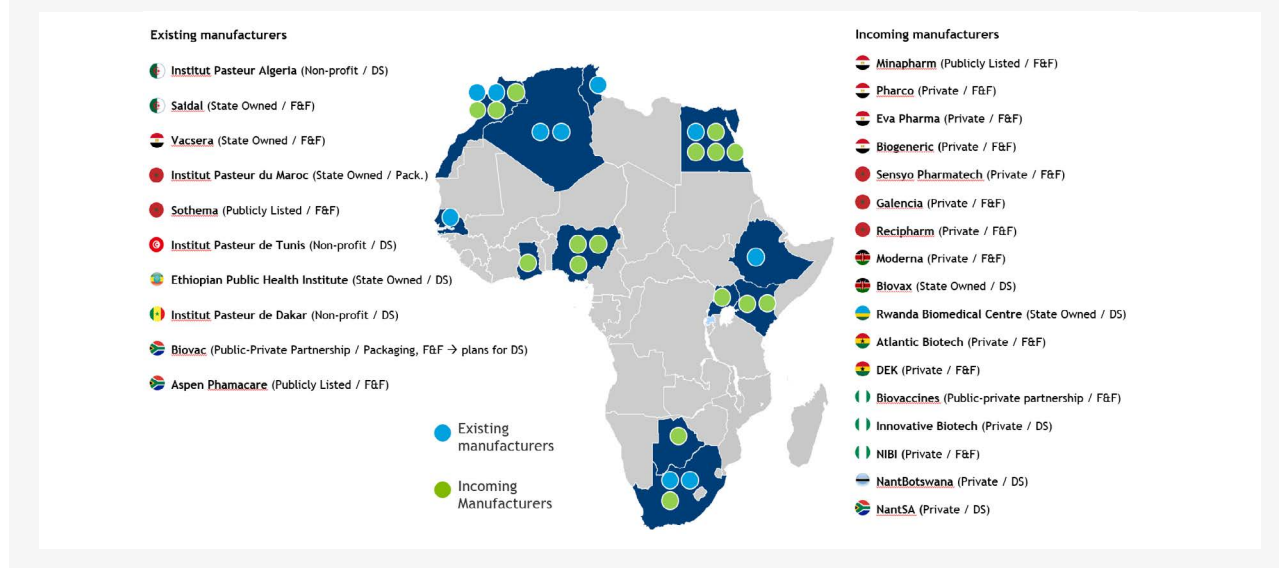 Existing manufacturers
Institut Pasteur Algeria (Non-profit / DS)
Saidal (State Owned / F&F)
Vacsera (State Owned / F&F)
Institut Pasteur du Maroc (State Owned / Pack.)
Sothema (Publicly Listed / F&F)
Institut Pasteur de Tunis (Non-profit / DS)
Ethiopian Public Health Institute (State Owned / DS)
Institut Pasteur de Dakar (Non-profit / DS)
Biovac (Public-Private Partnership / Packaging, F&F → plans for DS)
Aspen Phamacare (Publicly Listed / F&F)
Existing
manufacturers
Incoming
Manufacturers
Incoming manufacturers
Minapharm (Publicly Listed / F&F)
Pharco (Private / F&F)
Eva Pharma (Private / F&F)
Biogeneric (Private / F&F)
Sensyo Pharmatech (Private / F&F)
Galencia (Private / F&F)
Recipharm (Private / F&F)
Moderna (Private / F&F)
Biovax (State Owned / DS)
Rwanda Biomedical Centre (State Owned / DS)
Atlantic Biotech (Private / F&F)
DEK (Private / F&F)
Biovaccines (Public-private partnership / F&F)
Innovative Biotech (Private / DS)
NIBI (Private / F&F)
NantBotswana (Private / DS)
NantSA (Private / DS)